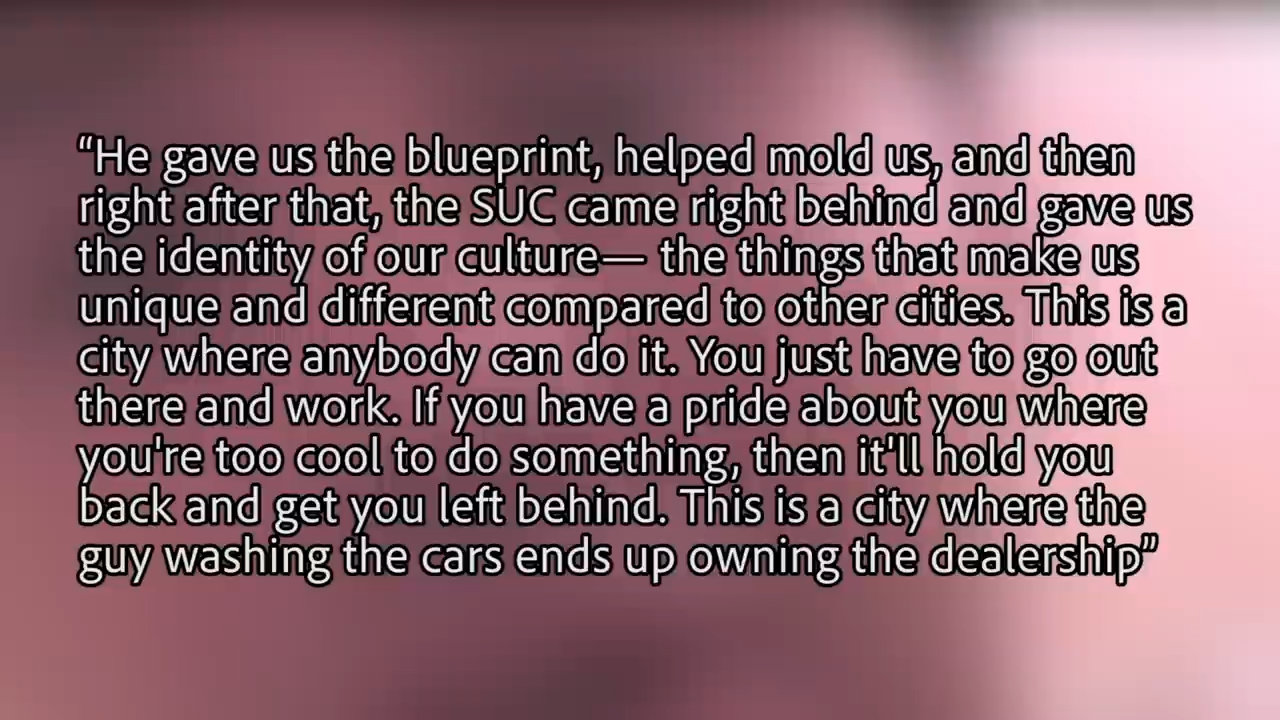 “He gave us the blueprint, helped mold us, and then
right after that, the SUC came right behind and gave us
the identity of our culture— the things that make us
unique and different compared to other cities. This is a
city where anybody can do it. You just have to go out
there and work. If you have a pride about you where
you're too cool to do something, then it'll hold you
back and get you left behind. This is a city where the
guy washing the cars ends up owning the dealership”